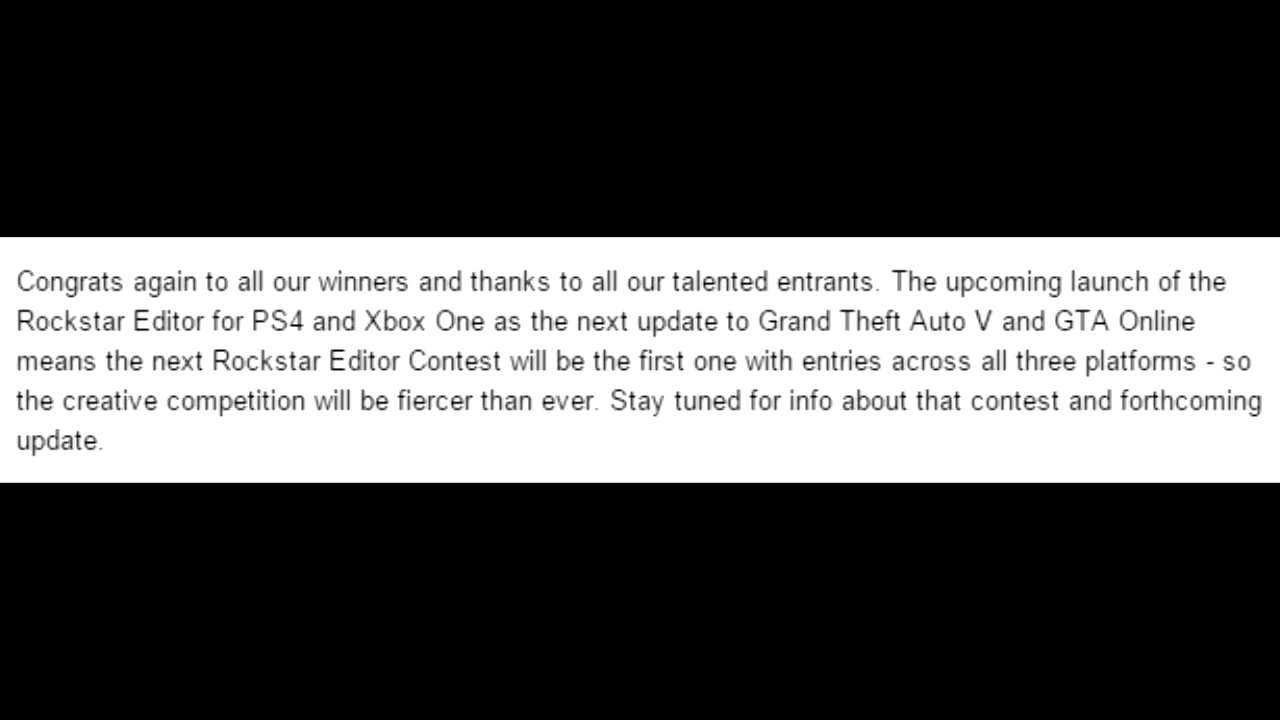 Congrats again to all our winners and thanks to all our talented entrants. The upcoming launch of the
Rockstar Editor for PS4 and Xbox One as the next update to Grand Theft Auto V and GTA Online
means the next Rockstar Editor Contest will be the first one with entries across all three platforms - so
the creative competition will be fiercer than ever. Stay tuned for info about that contest and forthcoming
update.